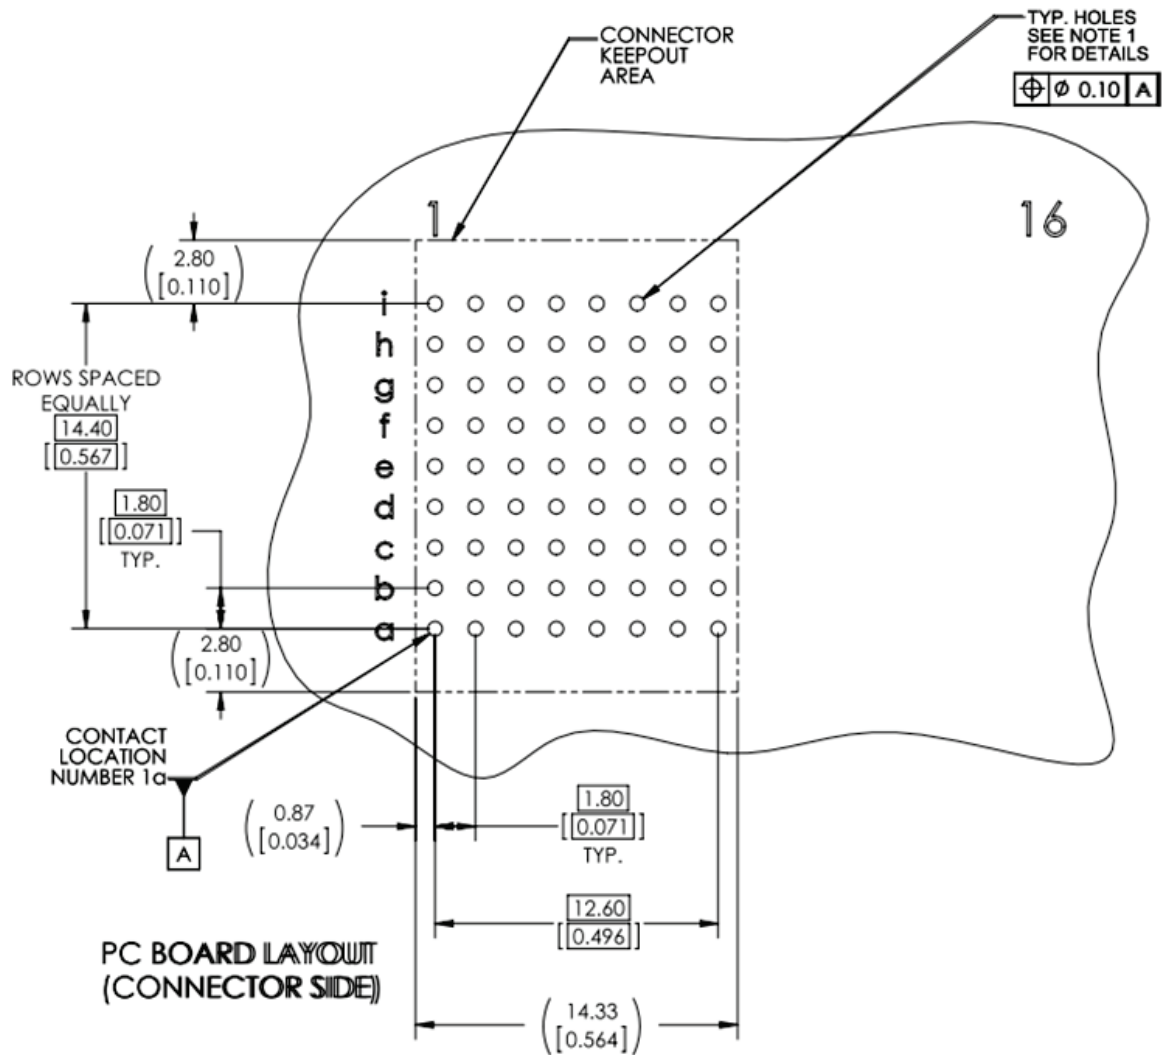 CONNECTOR
KEEPOUT
AREA
TYP. HOLES
SEE NOTE 1
FOR DETAILS
⌖ Ø 0.10 A
1
16
(2.80
[0.110])
i
h
g
f
e
d
c
b
a
ROWS SPACED
EQUALLY
14.40
[0.567]
1.80
[0.071]
TYP.
(2.80
[0.110])
CONTACT
LOCATION
NUMBER 1a
A
(0.87
[0.034])
1.80
[0.071]
TYP.
12.60
[0.496]
(14.33
[0.564])
PC BOARD LAYOUT
(CONNECTOR SIDE)